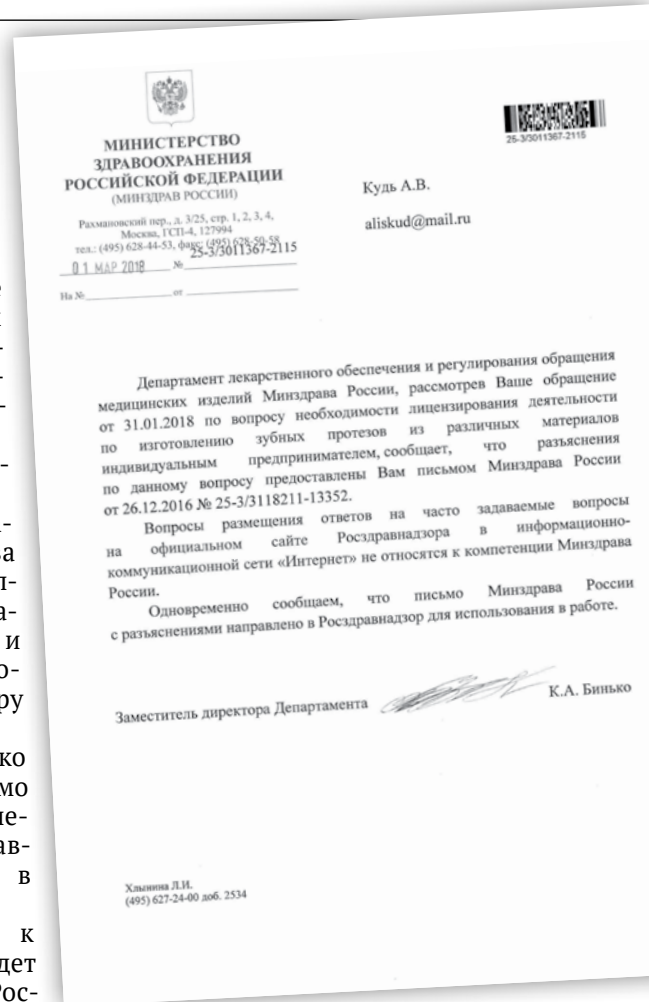 МИНИСТЕРСТВО
ЗДРАВООХРАНЕНИЯ
РОССИЙСКОЙ ФЕДЕРАЦИИ
(МИНЗДРАВ РОССИИ)
Рахмановский пер., д. 3/25, стр. 1, 2, 3, 4,
Москва, ГСП-4, 127994
тел.: (495) 628-44-53, факс: (495) 628-50-58
01 МАР 2018 № 25-3/3011367-2115
На № от
25-3/3011367-2115
Кудь А.В.
aliskud@mail.ru
Департамент лекарственного обеспечения и регулирования обращения
медицинских изделий Минздрава России, рассмотрев Ваше обращение
от 31.01.2018 по вопросу необходимости лицензирования деятельности
по изготовлению зубных протезов из различных материалов
индивидуальным предпринимателем, сообщает, что разъяснения
по данному вопросу предоставлены Вам письмом Минздрава России
от 26.12.2016 № 25-3/3118211-13352.
Вопросы размещения ответов на часто задаваемые вопросы
на официальном сайте Росздравнадзора в информационно-
коммуникационной сети «Интернет» не относятся к компетенции Минздрава
России.
Одновременно сообщаем, что письмо Минздрава России
с разъяснениями направлено в Росздравнадзор для использования в работе.
Заместитель директора Департамента К.А. Бинько
Хлынина Л.И.
(495) 627-24-00 доб. 2534